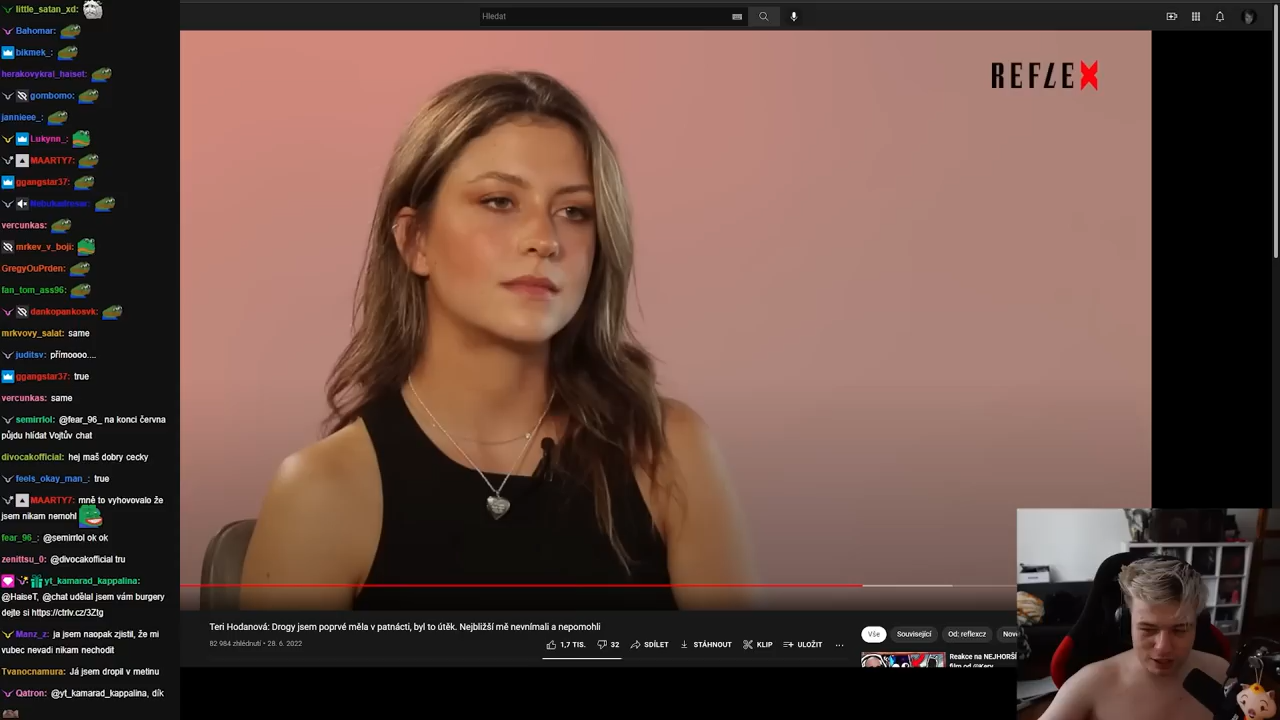 little_satan_xd:
Bahomar:
bikmek_:
herakovykral_haiset:
gombomo:
jannieee_:
Lukynn_:
MAARTY7:
ggangstar37:
vercunkas:
mrkev_v_boji:
GregyOuPrden:
fan_tom_ass96:
dankopankosvk:
mrkvovy_salat: same
juditsv: přímoooo....
ggangstar37: true
vercunkas: same
semirrlol: @fear_96_ na konci června
půjdu hlídat Vojtův chat
divocakofficial: hej maš dobry cecky
feels_okay_man_: true
MAARTY7: mně to vyhovovalo že
jsem nikam nemohl
fear_96_: @semirrlol ok ok
zenittsu_0: @divocakofficial tru
yt_kamarad_kappalina:
@HaiseT, @chat udělal jsem vám burgery
dejte si https://ctrlv.cz/3ZIg
Manz_z: ja jsem naopak zjistil, že mi
vubec nevadi nikam nechodit
Tvanocnamura: Já jsem dropil v metinu
Qatron: @yt_kamarad_kappalina, dík
Hledat
REFLEX
Teri Hodanová: Drogy jsem poprvé měla v patnácti, byl to útěk. Nejbližší mě nevnímali a nepomohli
82 984 zhlédnutí • 28. 6. 2022
1,7 TIS. 32 SDÍLET STÁHNOUT KLIP ULOŽIT ...
Vše Související Od: reflexcz Nově
Reakce na NEJHORŠÍ
film od @Kery